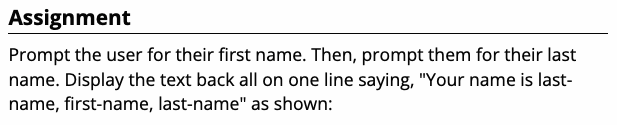 Assignment
Prompt the user for their first name. Then, prompt them for their last
name. Display the text back all on one line saying, "Your name is last-
name, first-name, last-name" as shown: